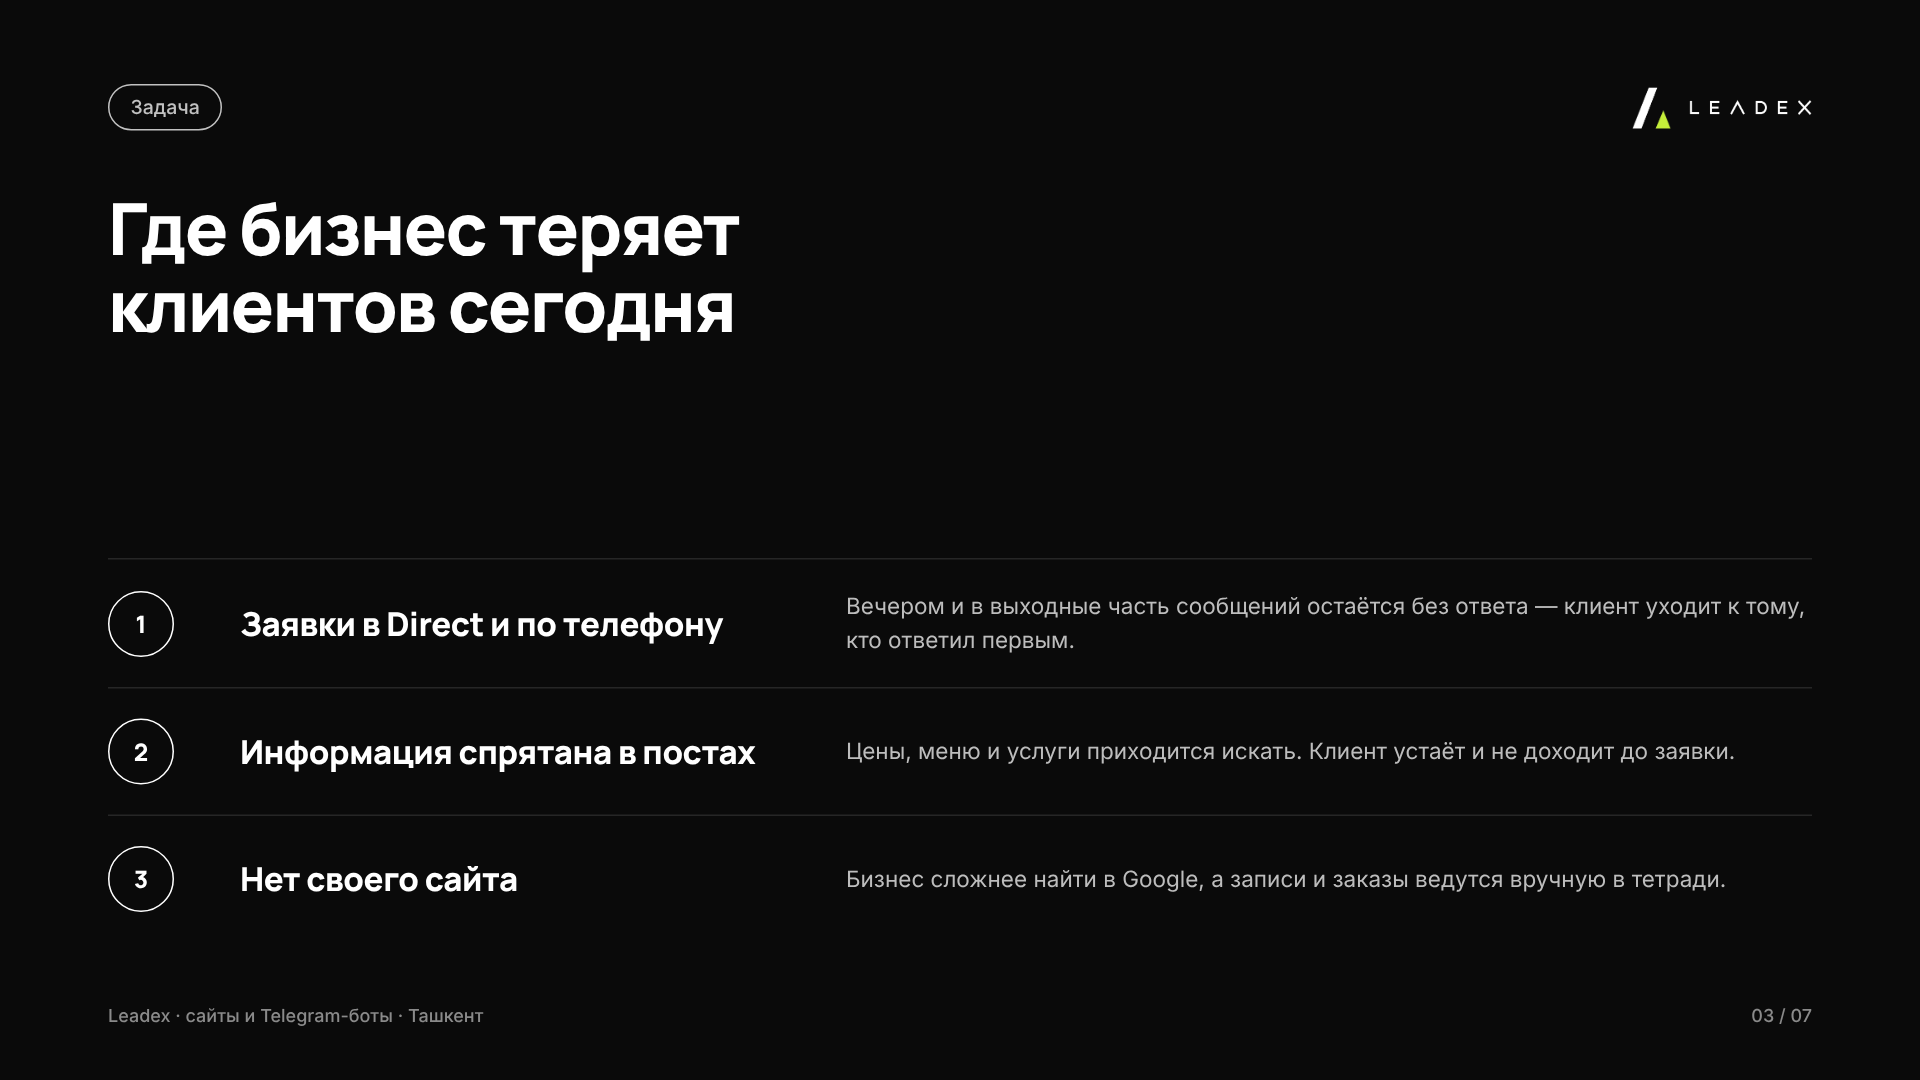 Задача
LEADEX
Где бизнес теряет
клиентов сегодня
1
Заявки в Direct и по телефону
Вечером и в выходные часть сообщений остаётся без ответа — клиент уходит к тому,
кто ответил первым.
2
Информация спрятана в постах
Цены, меню и услуги приходится искать. Клиент устаёт и не доходит до заявки.
3
Нет своего сайта
Бизнес сложнее найти в Google, а записи и заказы ведутся вручную в тетради.
Leadex · сайты и Telegram-боты · Ташкент
03 / 07